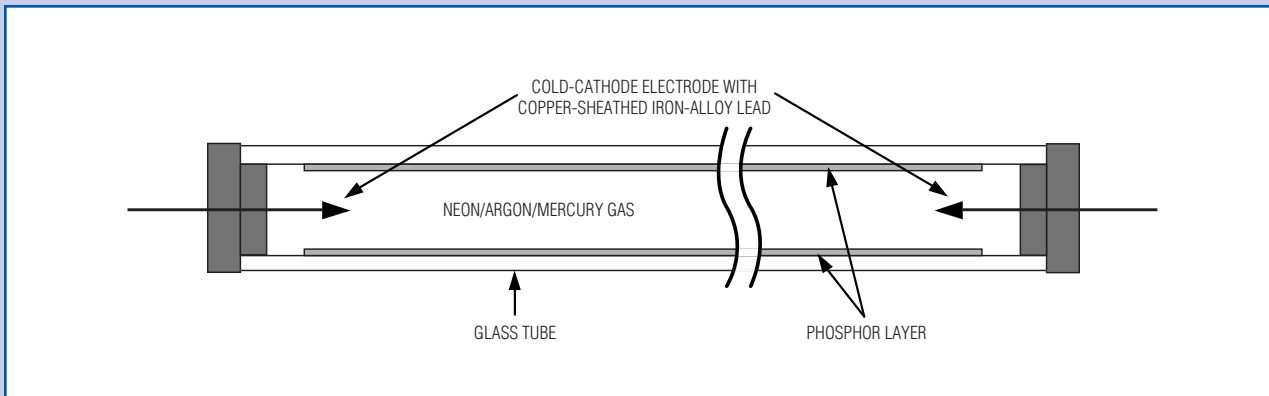 COLD-CATHODE ELECTRODE WITH
COPPER-SHEATHED IRON-ALLOY LEAD
NEON/ARGON/MERCURY GAS
GLASS TUBE
PHOSPHOR LAYER